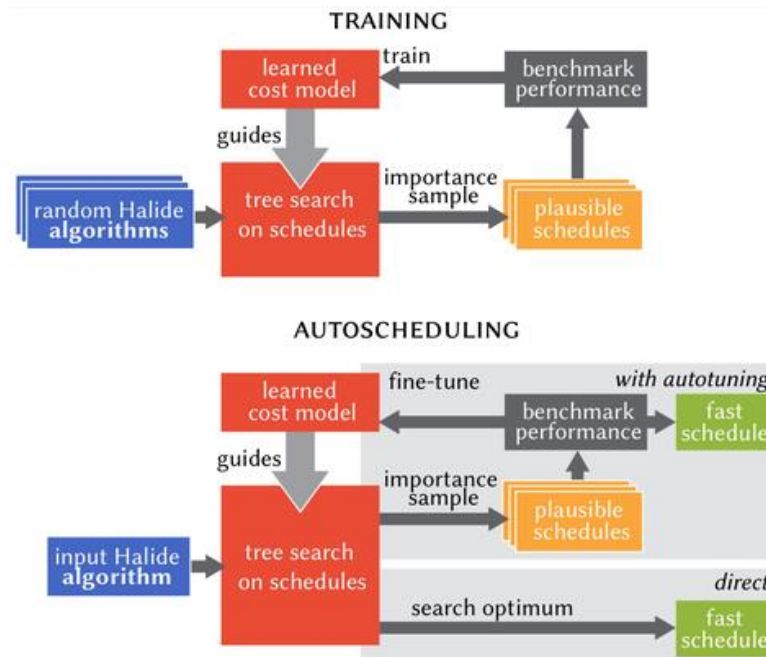 TRAINING
learned
cost model
train
benchmark
performance
guides
random Halide
algorithms
tree search
on schedules
importance
sample
plausible
schedules
AUTOSCHEDULING
learned
cost model
fine-tune
with autotuning
benchmark
performance
fast
schedule
guides
importance
sample
plausible
schedules
input Halide
algorithm
tree search
on schedules
direct
search optimum
fast
schedule